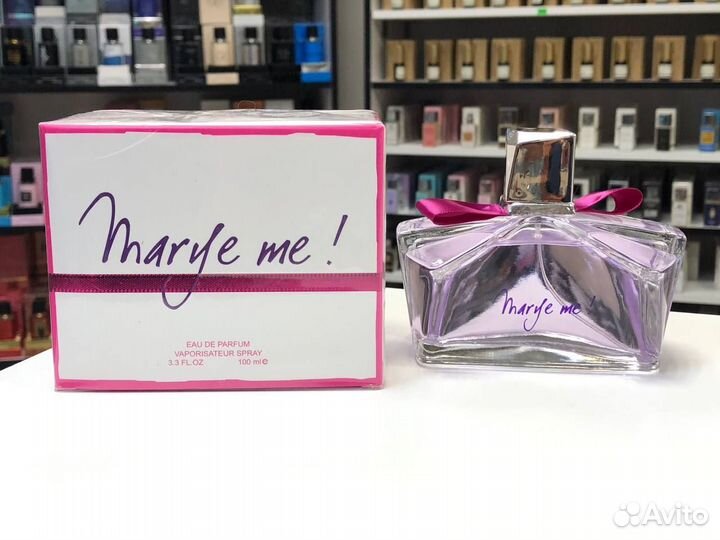 Marye me!
EAU DE PARFUM
VAPORISATEUR SPRAY
3.3 FL.OZ 100 ml e
Marye me!
Avito